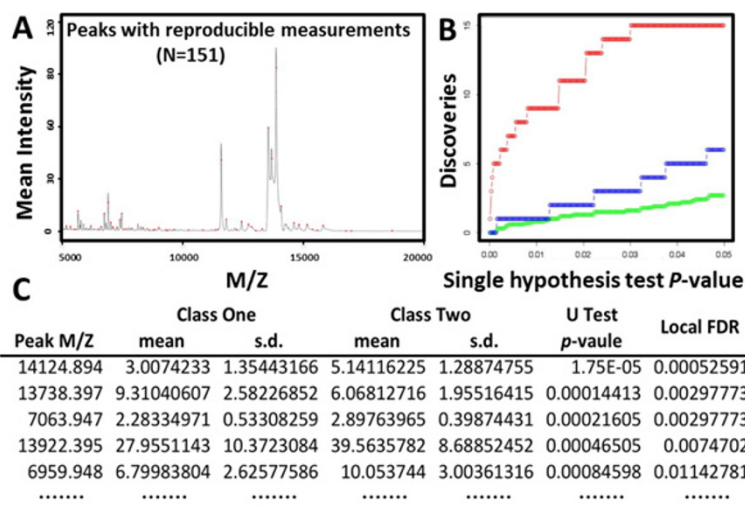 A
Peaks with reproducible measurements
(N=151)
Mean Intensity
120
80
60
30
0
5000 10000 15000 20000
M/Z
B
Discoveries
15
10
5
0
0.00 0.01 0.02 0.03 0.04 0.05
Single hypothesis test P-value
C
Class One Class Two U Test Local FDR
Peak M/Z mean s.d. mean s.d. p-vaule
14124.894 3.0074233 1.35443166 5.14116225 1.28874755 1.75E-05 0.00052591
13738.397 9.31040607 2.58226852 6.06812716 1.95516415 0.00014413 0.00297773
7063.947 2.28334971 0.53308259 2.89763965 0.39874431 0.00021605 0.00297773
13922.395 27.9551143 10.3723084 39.5635782 8.68852452 0.00046505 0.0074702
6959.948 6.79983804 2.62577586 10.053744 3.00361316 0.00084598 0.01142781
....... ....... ....... ....... ....... ....... .......